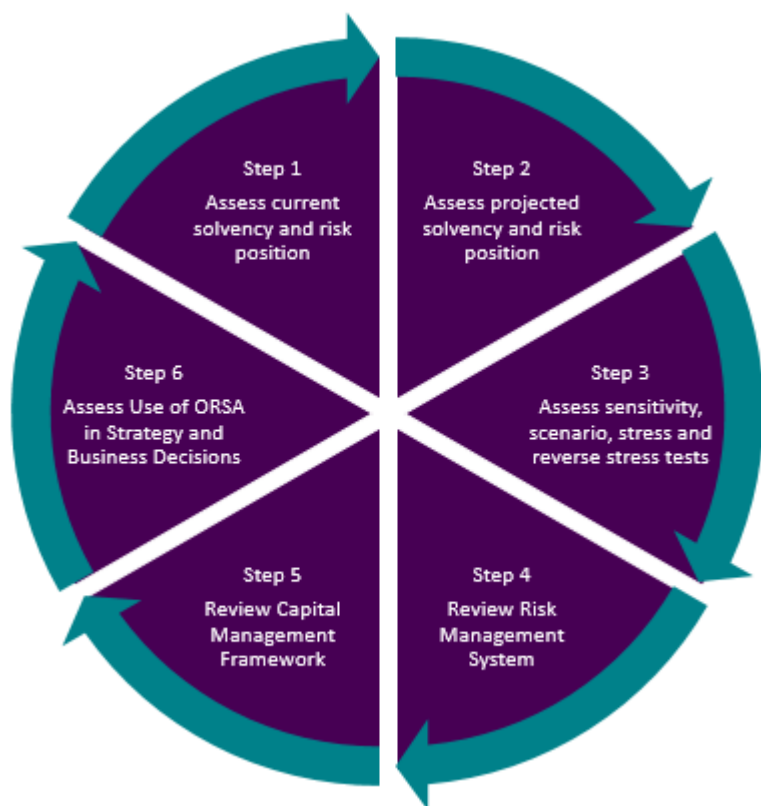 Step 1
Assess current
solvency and risk
position
Step 2
Assess projected
solvency and risk
position
Step 3
Assess sensitivity,
scenario, stress and
reverse stress tests
Step 4
Review Risk
Management
System
Step 5
Review Capital
Management
Framework
Step 6
Assess Use of ORSA
in Strategy and
Business Decisions